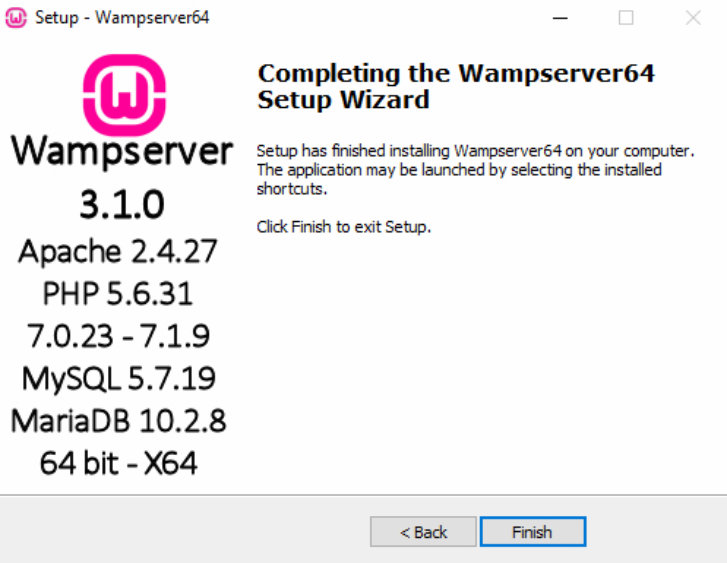 Setup - Wampserver64
Wampserver
3.1.0
Apache 2.4.27
PHP 5.6.31
7.0.23 - 7.1.9
MySQL 5.7.19
MariaDB 10.2.8
64 bit - X64
Completing the Wampserver64
Setup Wizard
Setup has finished installing Wampserver64 on your computer.
The application may be launched by selecting the installed
shortcuts.
Click Finish to exit Setup.
< Back
Finish